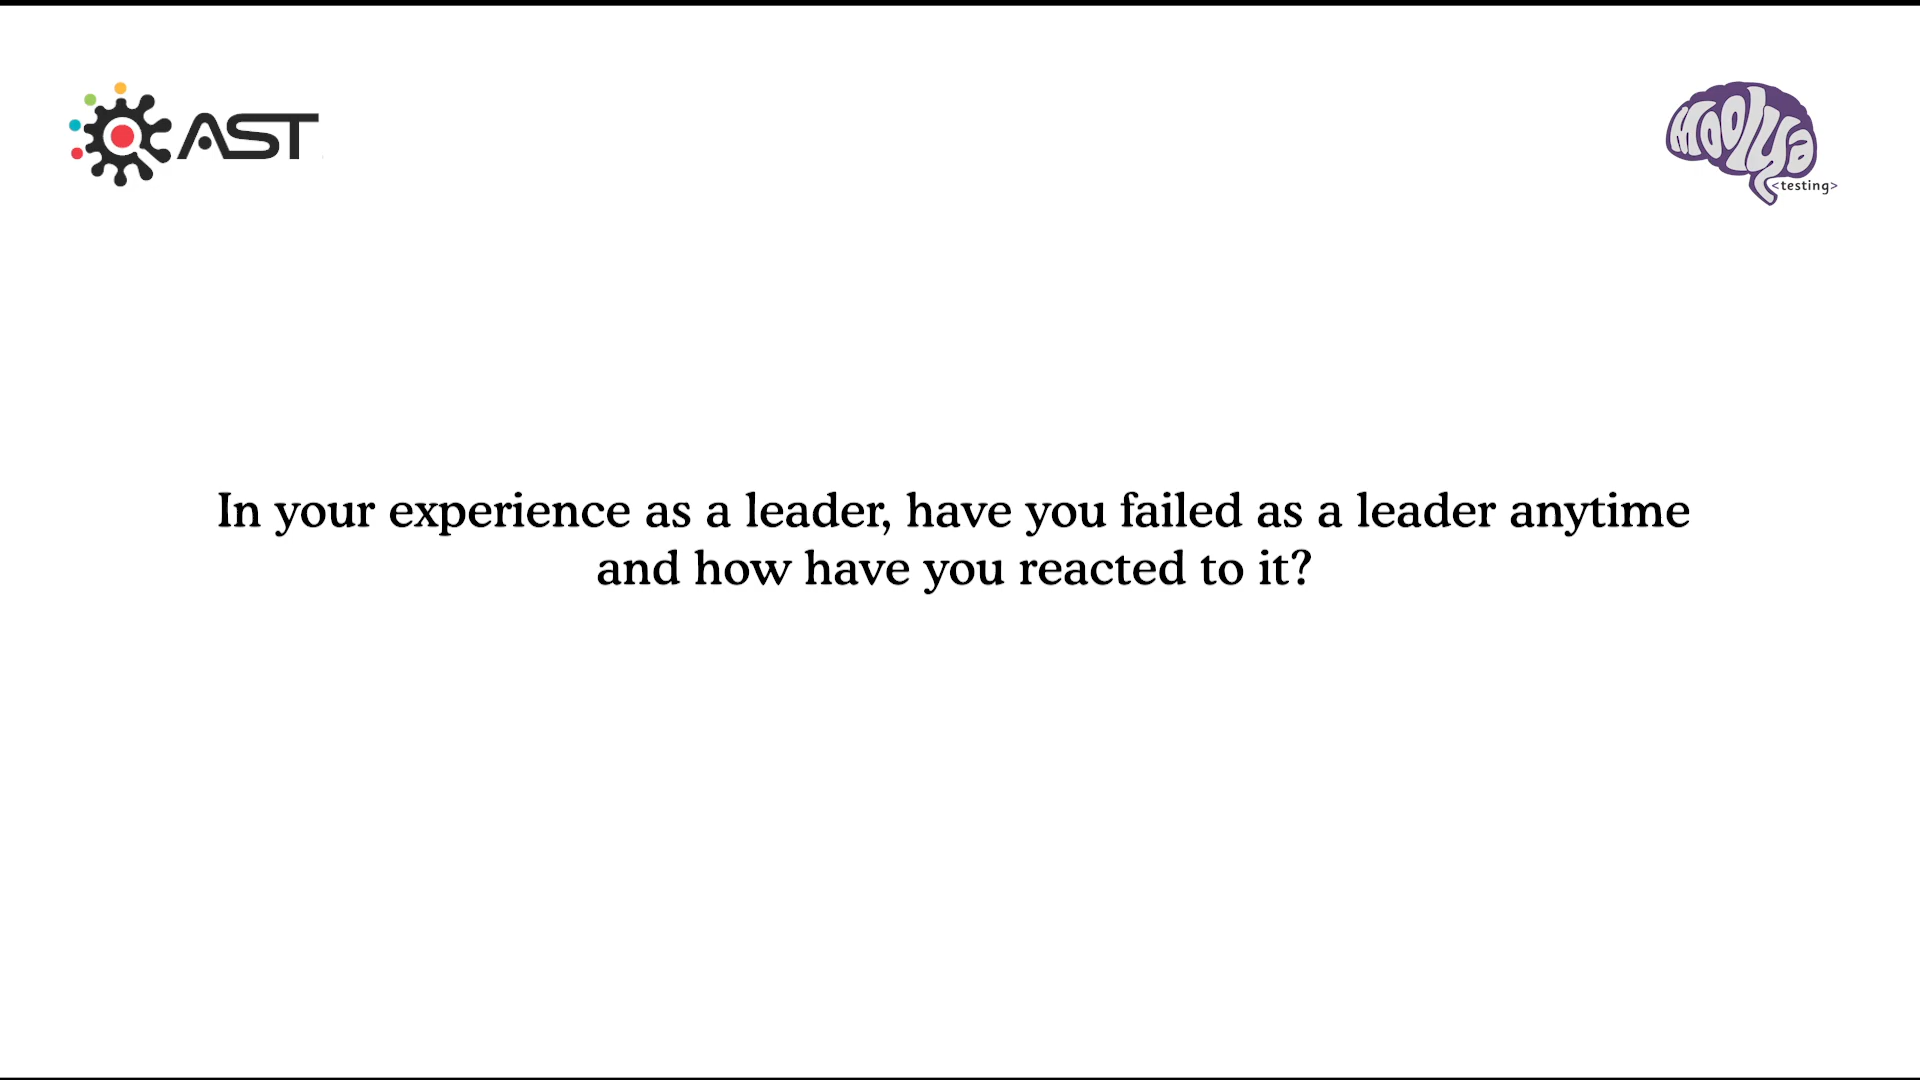 AST
Moolya
<testing>
In your experience as a leader, have you failed as a leader anytime
and how have you reacted to it?